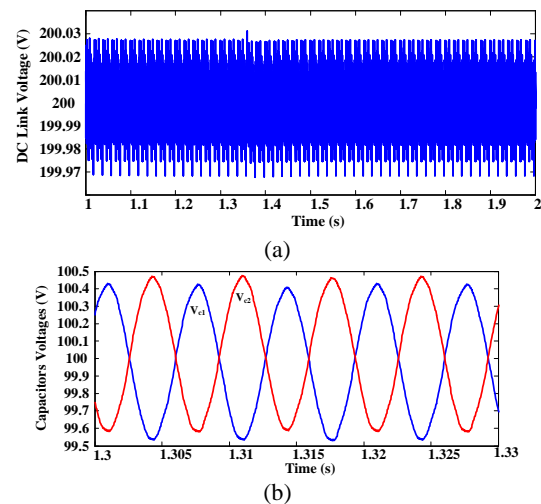 DC Link Voltage (V)
200.03
200.02
200.01
200
199.99
199.98
199.97
1 1.1 1.2 1.3 1.4 1.5 1.6 1.7 1.8 1.9 2
Time (s)
(a)
Capacitors Voltages (V)
100.5
100.4
100.3
100.2
100.1
100
99.9
99.8
99.7
99.6
99.5
Vc1 Vc2
1.3 1.305 1.31 1.315 1.32 1.325 1.33
Time (s)
(b)